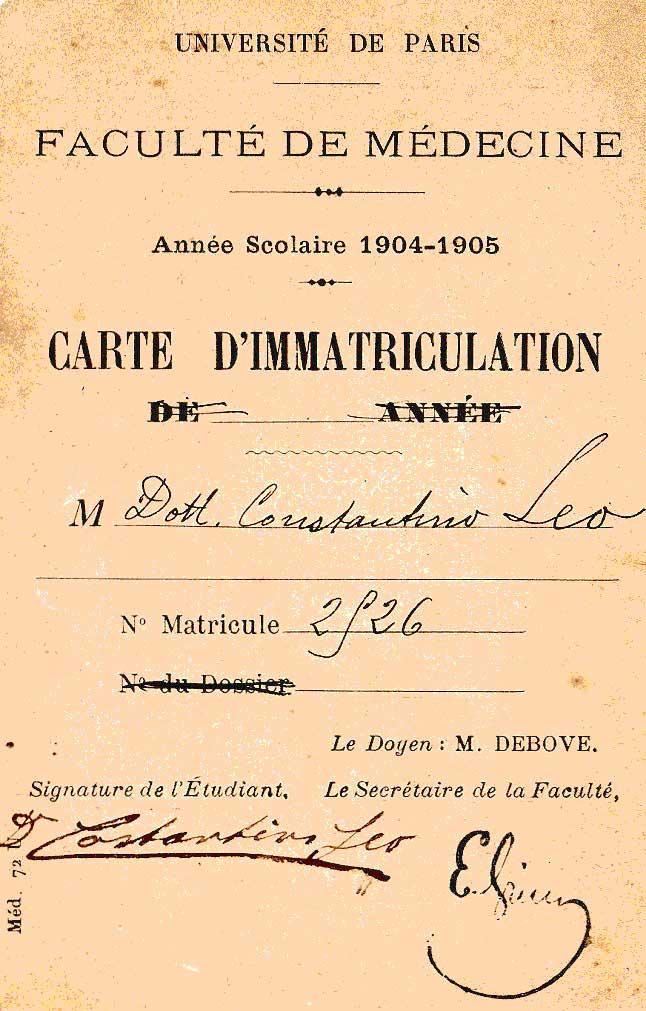 UNIVERSITÉ DE PARIS
FACULTÉ DE MÉDECINE
Année Scolaire 1904-1905
CARTE D'IMMATRICULATION
DE ANNÉE
M Dott. Constantino Leo
Nº Matricule 2526
Nº du Dossier
Le Doyen : M. DEBOVE.
Signature de l'Étudiant, Le Secrétaire de la Faculté,
Dr Costantino Leo
Méd. 72